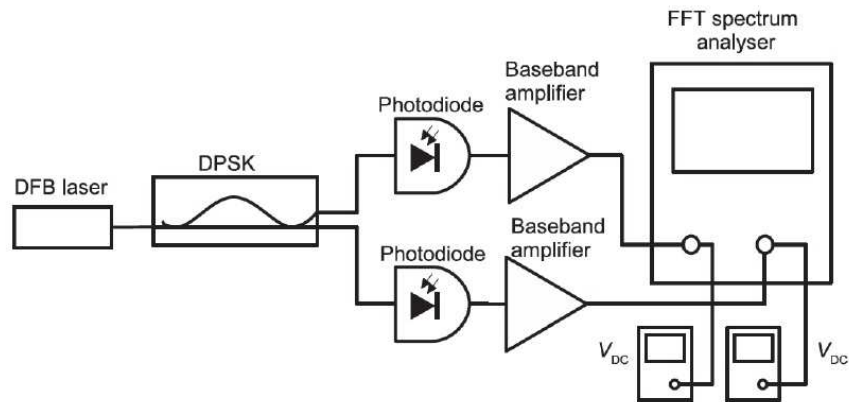 FFT spectrum
analyser
Baseband
amplifier
Photodiode
DPSK
DFB laser
Baseband
amplifier
Photodiode
V_DC
V_DC